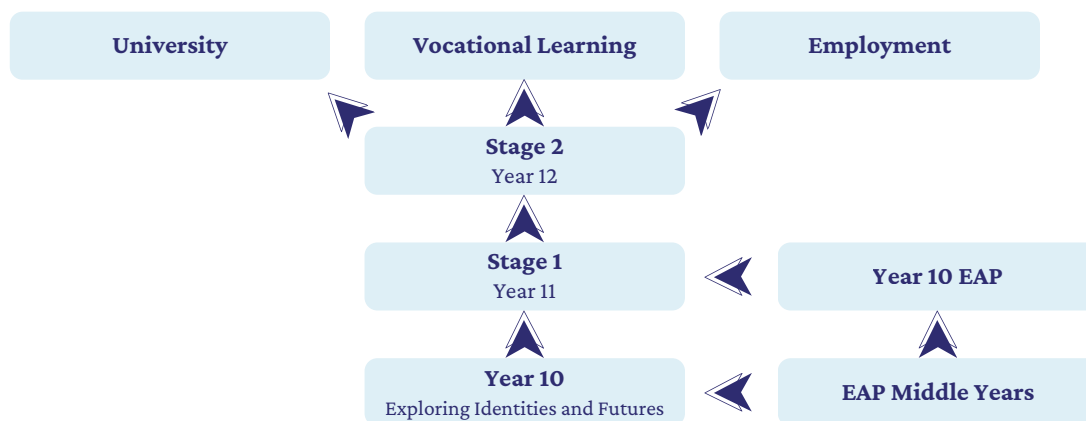 University
Vocational Learning
Employment
Stage 2
Year 12
Stage 1
Year 11
Year 10 EAP
Year 10
Exploring Identities and Futures
EAP Middle Years